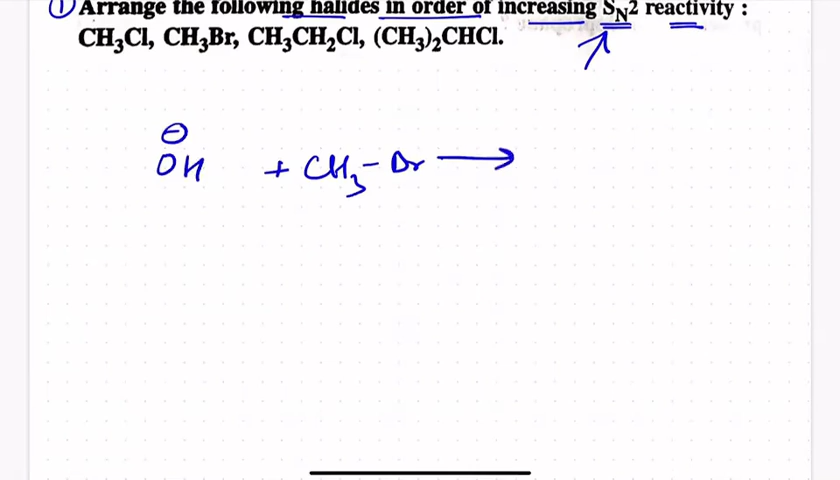 ① Arrange the following halides in order of increasing SN2 reactivity :
CH₃Cl, CH₃Br, CH₃CH₂Cl, (CH₃)₂CHCl.
⊖
OH + CH₃–Br ⟶